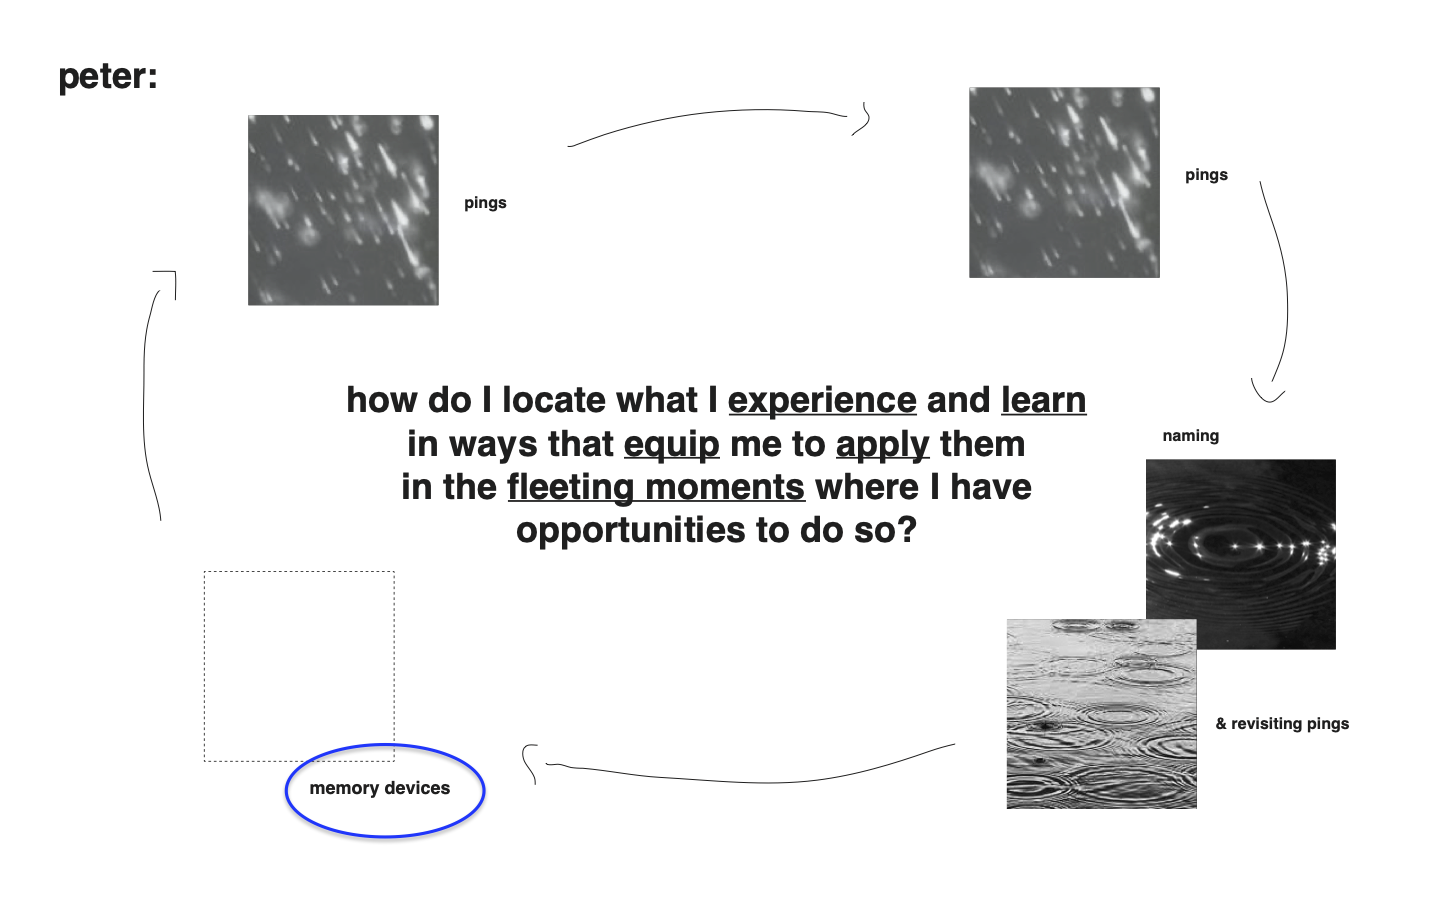 peter:
pings
pings
how do I locate what I experience and learn
in ways that equip me to apply them
in the fleeting moments where I have
opportunities to do so?
naming
& revisiting pings
memory devices